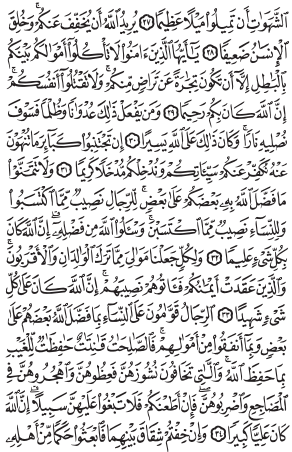 ٱلشَّهَوَٰتِ أَن تَمِيلُوا۟ مَيْلًا عَظِيمًا ٢٧ يُرِيدُ ٱللَّهُ أَن يُخَفِّفَ عَنكُمْ ۚ وَخُلِقَ
ٱلْإِنسَٰنُ ضَعِيفًا ٢٨ يَٰٓأَيُّهَا ٱلَّذِينَ ءَامَنُوا۟ لَا تَأْكُلُوٓا۟ أَمْوَٰلَكُم بَيْنَكُم
بِٱلْبَٰطِلِ إِلَّآ أَن تَكُونَ تِجَٰرَةً عَن تَرَاضٍ مِّنكُمْ ۚ وَلَا تَقْتُلُوٓا۟ أَنفُسَكُمْ ۚ
إِنَّ ٱللَّهَ كَانَ بِكُمْ رَحِيمًا ٢٩ وَمَن يَفْعَلْ ذَٰلِكَ عُدْوَٰنًا وَظُلْمًا فَسَوْفَ
نُصْلِيهِ نَارًا ۚ وَكَانَ ذَٰلِكَ عَلَى ٱللَّهِ يَسِيرًا ٣٠ إِن تَجْتَنِبُوا۟ كَبَآئِرَ مَا تُنْهَوْنَ
عَنْهُ نُكَفِّرْ عَنكُمْ سَيِّـَٔاتِكُمْ وَنُدْخِلْكُم مُّدْخَلًا كَرِيمًا ٣١ وَلَا تَتَمَنَّوْا۟
مَا فَضَّلَ ٱللَّهُ بِهِۦ بَعْضَكُمْ عَلَىٰ بَعْضٍ ۚ لِّلرِّجَالِ نَصِيبٌ مِّمَّا ٱكْتَسَبُوا۟ ۖ
وَلِلنِّسَآءِ نَصِيبٌ مِّمَّا ٱكْتَسَبْنَ ۚ وَسْـَٔلُوا۟ ٱللَّهَ مِن فَضْلِهِۦٓ ۗ إِنَّ ٱللَّهَ كَانَ
بِكُلِّ شَىْءٍ عَلِيمًا ٣٢ وَلِكُلٍّ جَعَلْنَا مَوَٰلِىَ مِمَّا تَرَكَ ٱلْوَٰلِدَانِ وَٱلْأَقْرَبُونَ ۚ
وَٱلَّذِينَ عَقَدَتْ أَيْمَٰنُكُمْ فَـَٔاتُوهُمْ نَصِيبَهُمْ ۚ إِنَّ ٱللَّهَ كَانَ عَلَىٰ كُلِّ
شَىْءٍ شَهِيدًا ٣٣ ٱلرِّجَالُ قَوَّٰمُونَ عَلَى ٱلنِّسَآءِ بِمَا فَضَّلَ ٱللَّهُ بَعْضَهُمْ عَلَىٰ
بَعْضٍ وَبِمَآ أَنفَقُوا۟ مِنْ أَمْوَٰلِهِمْ ۚ فَٱلصَّٰلِحَٰتُ قَٰنِتَٰتٌ حَٰفِظَٰتٌ لِّلْغَيْبِ
بِمَا حَفِظَ ٱللَّهُ ۚ وَٱلَّٰتِى تَخَافُونَ نُشُوزَهُنَّ فَعِظُوهُنَّ وَٱهْجُرُوهُنَّ فِى
ٱلْمَضَاجِعِ وَٱضْرِبُوهُنَّ ۖ فَإِنْ أَطَعْنَكُمْ فَلَا تَبْغُوا۟ عَلَيْهِنَّ سَبِيلًا ۗ إِنَّ ٱللَّهَ
كَانَ عَلِيًّا كَبِيرًا ٣٤ وَإِنْ خِفْتُمْ شِقَاقَ بَيْنِهِمَا فَٱبْعَثُوا۟ حَكَمًا مِّنْ أَهْلِهِۦ